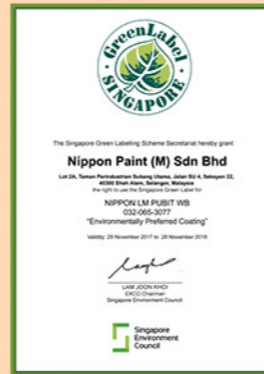 GreenLabel
SINGAPORE
The Singapore Green Labelling Scheme Secretariat hereby grant
Nippon Paint (M) Sdn Bhd
Lot 2A, Taman Perindustrian Subang Utama, Jalan SU 4, Seksyen 22,
40300 Shah Alam, Selangor, Malaysia
the right to use the Singapore Green Label for
NIPPON LM PUBIT WB
032-065-3077
"Environmentally Preferred Coating"
Validity: 29 November 2017 to 28 November 2018
LAM JOON KHOI
EXCO Chairman
Singapore Environment Council
Singapore
Environment
Council